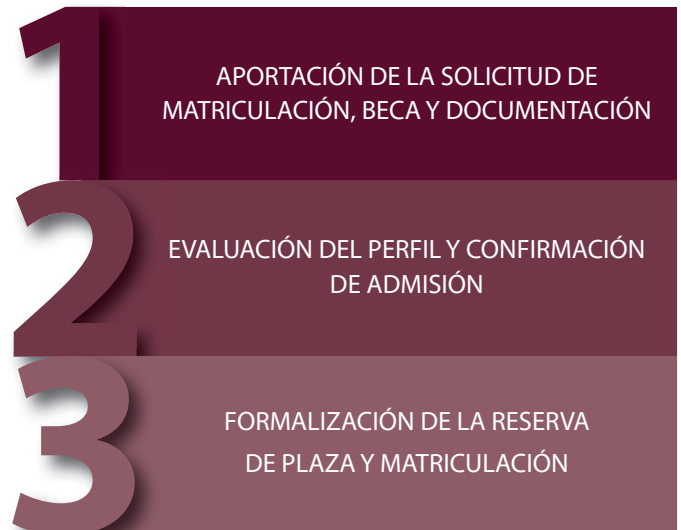 1
APORTACIÓN DE LA SOLICITUD DE
MATRICULACIÓN, BECA Y DOCUMENTACIÓN
2
EVALUACIÓN DEL PERFIL Y CONFIRMACIÓN
DE ADMISIÓN
3
FORMALIZACIÓN DE LA RESERVA
DE PLAZA Y MATRICULACIÓN